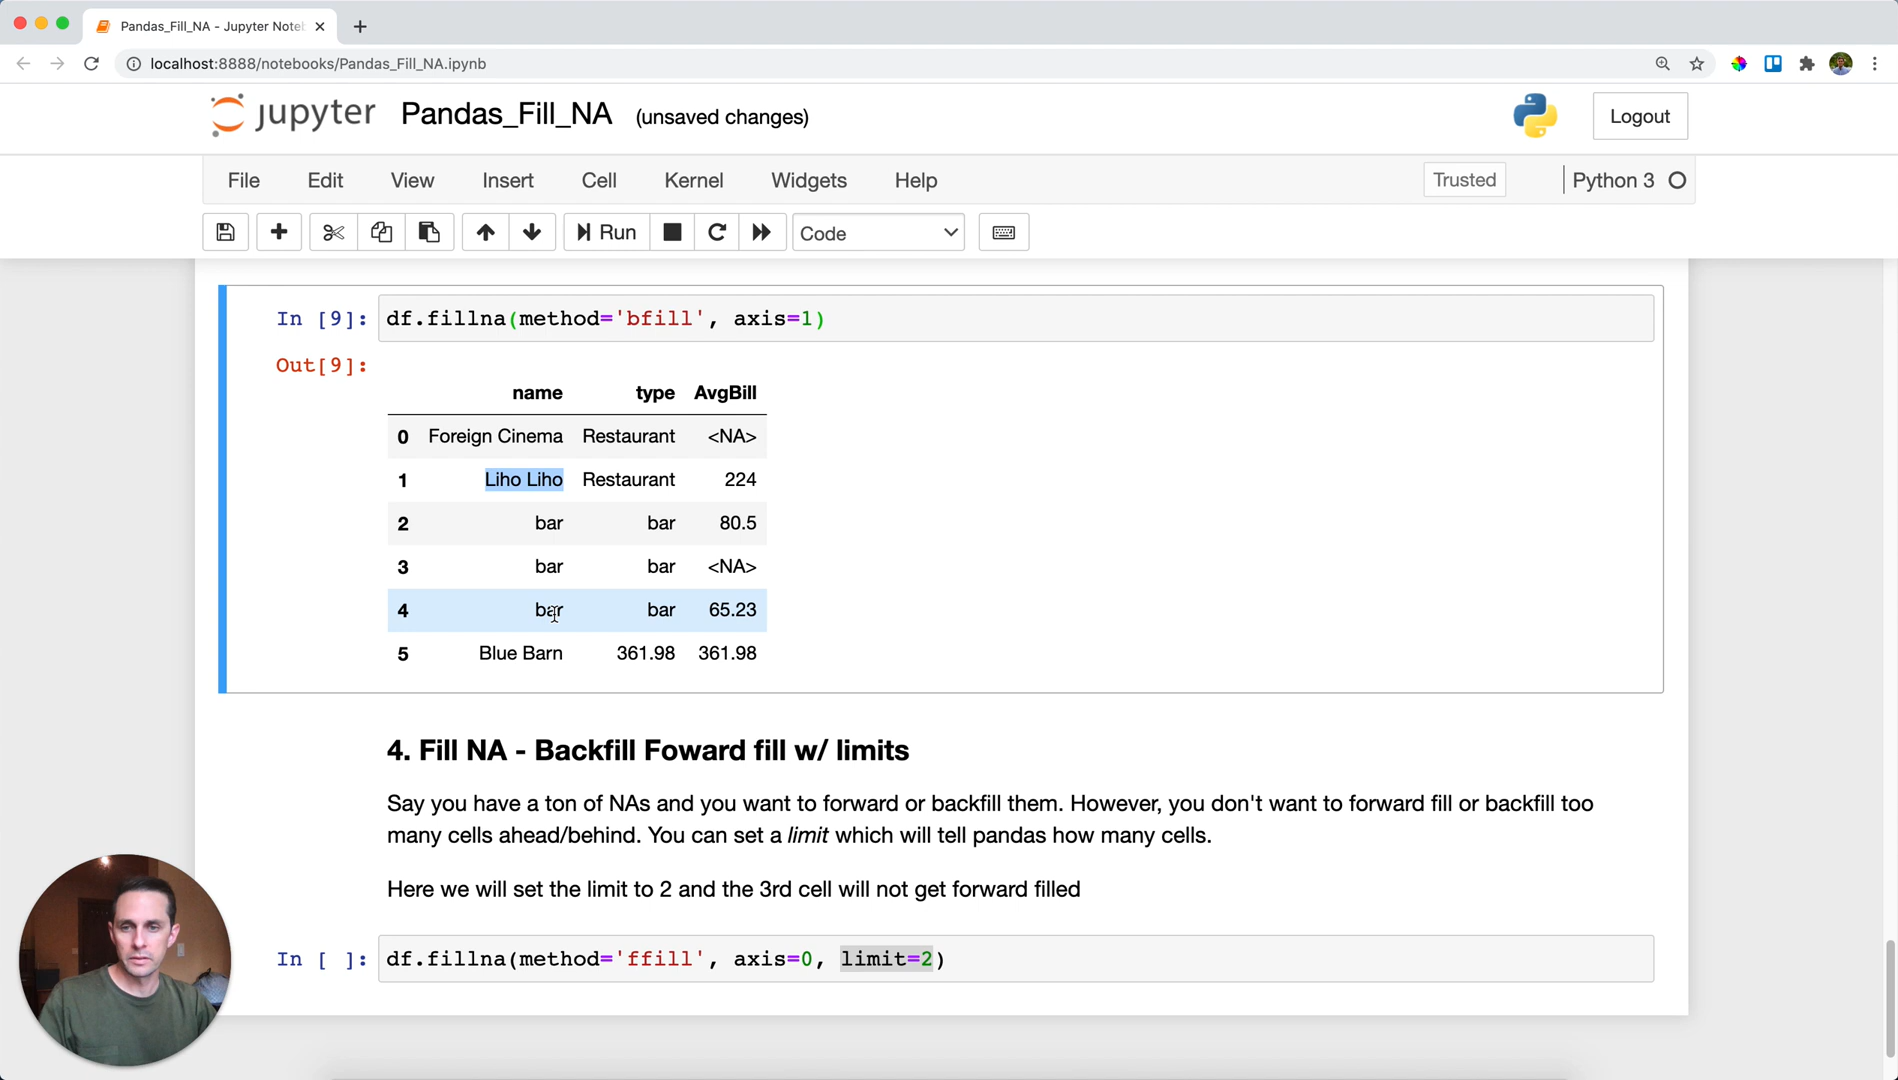 Pandas_Fill_NA - Jupyter Note
localhost:8888/notebooks/Pandas_Fill_NA.ipynb
jupyter Pandas_Fill_NA (unsaved changes) Logout
File Edit View Insert Cell Kernel Widgets Help Trusted Python 3
Run Code
In [9]: df.fillna(method='bfill', axis=1)
Out[9]:
name type AvgBill
0 Foreign Cinema Restaurant <NA>
1 Liho Liho Restaurant 224
2 bar bar 80.5
3 bar bar <NA>
4 bar bar 65.23
5 Blue Barn 361.98 361.98
4. Fill NA - Backfill Foward fill w/ limits
Say you have a ton of NAs and you want to forward or backfill them. However, you don't want to forward fill or backfill too
many cells ahead/behind. You can set a limit which will tell pandas how many cells.
Here we will set the limit to 2 and the 3rd cell will not get forward filled
In [ ]: df.fillna(method='ffill', axis=0, limit=2)